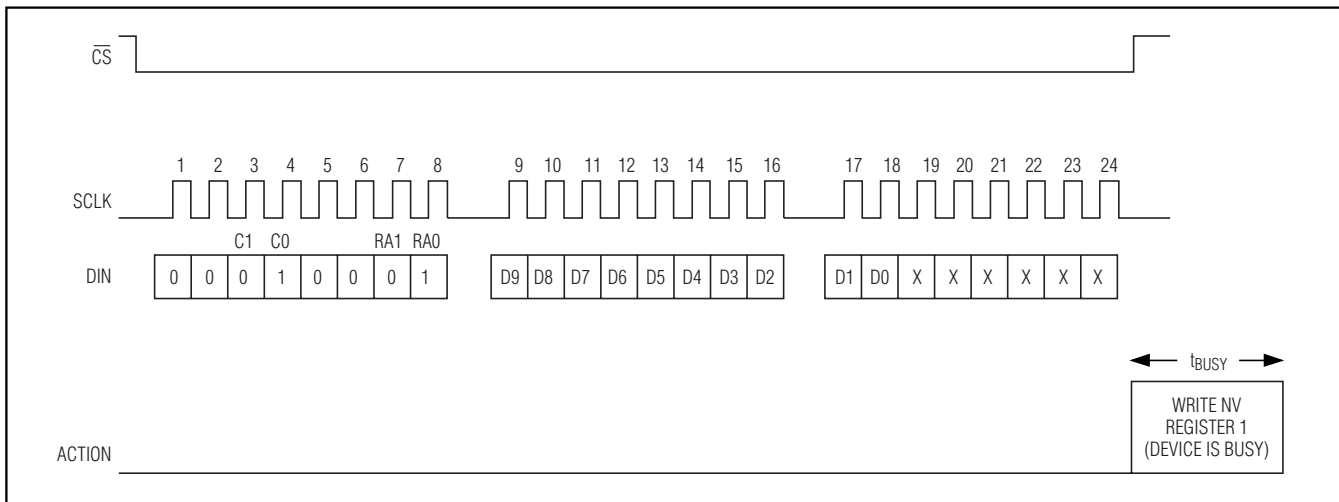 C̅S̅
1 2 3 4 5 6 7 8 9 10 11 12 13 14 15 16 17 18 19 20 21 22 23 24
SCLK
C1 C0 RA1 RA0
DIN 0 0 0 1 0 0 0 1 D9 D8 D7 D6 D5 D4 D3 D2 D1 D0 X X X X X X
tBUSY
WRITE NV
REGISTER 1
(DEVICE IS BUSY)
ACTION